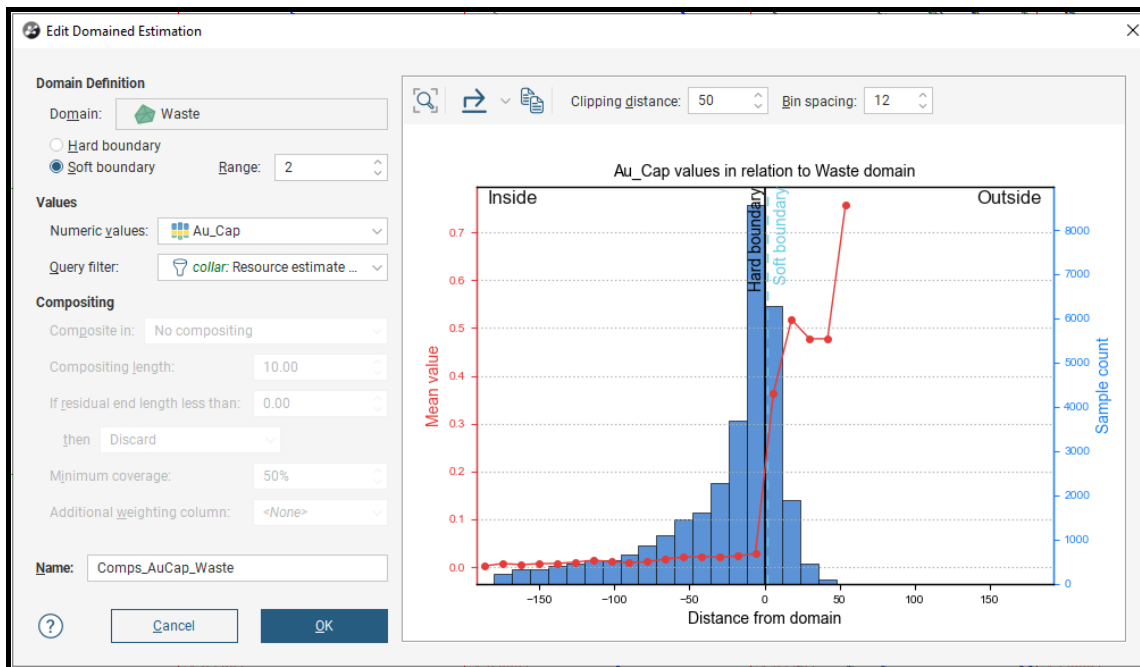 Edit Domained Estimation
Domain Definition
Domain: Waste
Hard boundary
Soft boundary Range: 2
Values
Numeric values: Au_Cap
Query filter: collar: Resource estimate ...
Compositing
Composite in: No compositing
Compositing length: 10.00
If residual end length less than: 0.00
then Discard
Minimum coverage: 50%
Additional weighting column: <None>
Name: Comps_AuCap_Waste
? Cancel OK
Clipping distance: 50 Bin spacing: 12
Au_Cap values in relation to Waste domain
Inside Outside
Hard boundary
Soft boundary
Mean value
0.7
0.6
0.5
0.4
0.3
0.2
0.1
0.0
8000
7000
6000
5000
4000
3000
2000
1000
0
Sample count
−150 −100 −50 0 50 100 150
Distance from domain